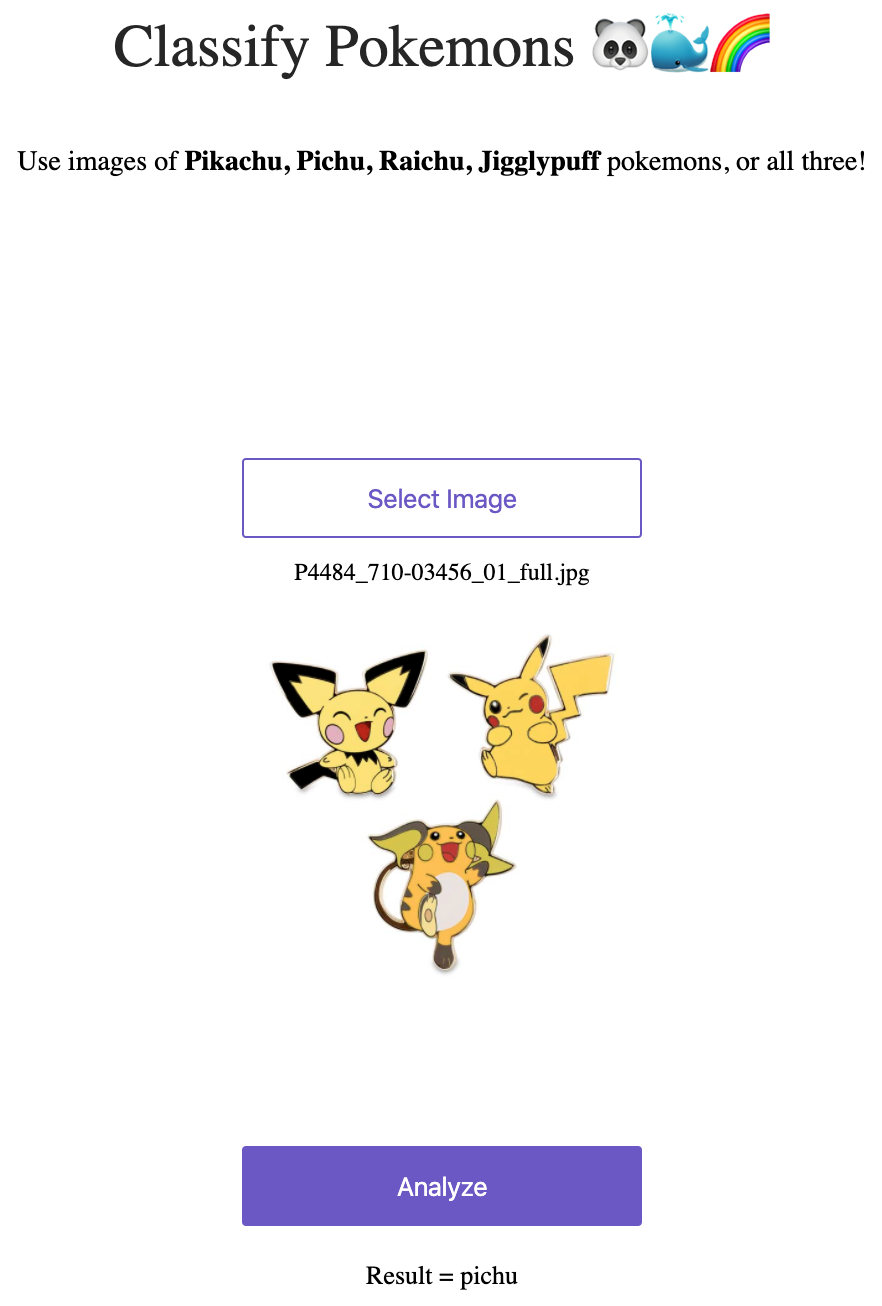 Classify Pokemons 🐼🐳🌈
Use images of Pikachu, Pichu, Raichu, Jigglypuff pokemons, or all three!
Select Image
P4484_710-03456_01_full.jpg
Analyze
Result = pichu